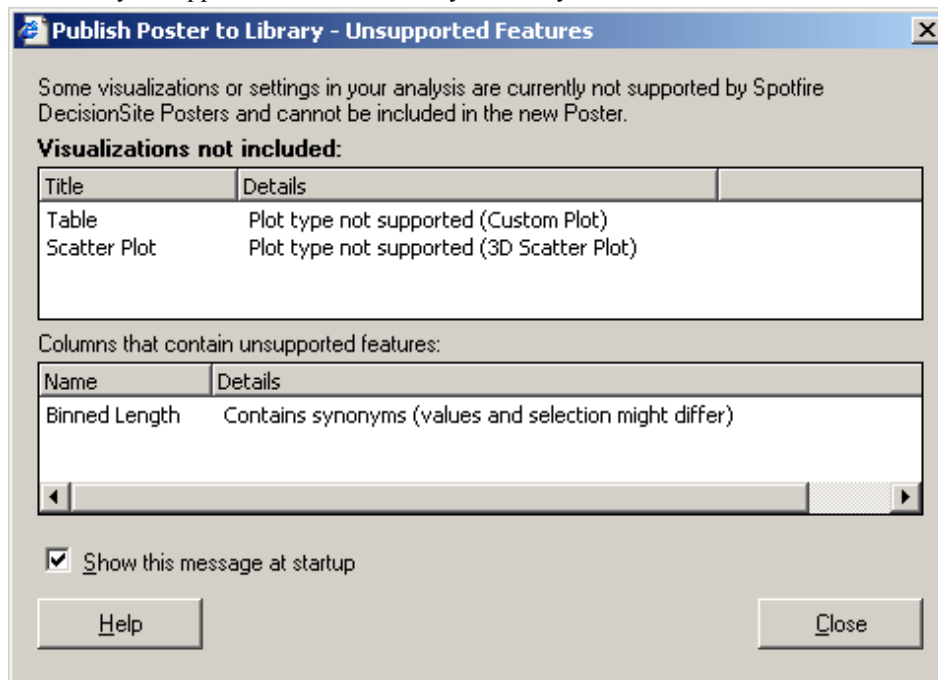 Publish Poster to Library - Unsupported Features
Some visualizations or settings in your analysis are currently not supported by Spotfire
DecisionSite Posters and cannot be included in the new Poster.
Visualizations not included:
Title Details
Table Plot type not supported (Custom Plot)
Scatter Plot Plot type not supported (3D Scatter Plot)
Columns that contain unsupported features:
Name Details
Binned Length Contains synonyms (values and selection might differ)
Show this message at startup
Help Close